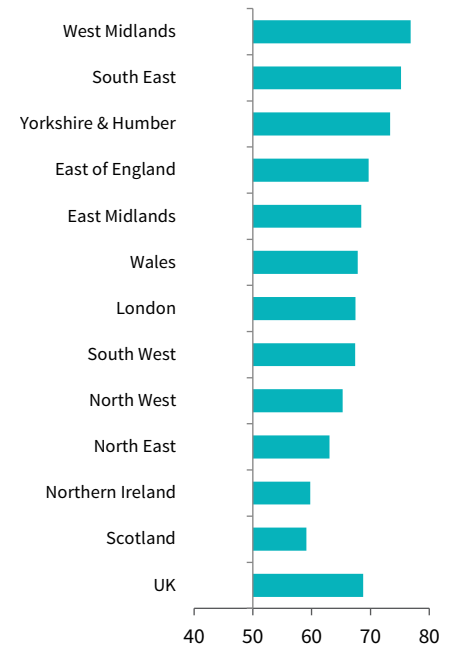 West Midlands
South East
Yorkshire & Humber
East of England
East Midlands
Wales
London
South West
North West
North East
Northern Ireland
Scotland
UK
40 50 60 70 80